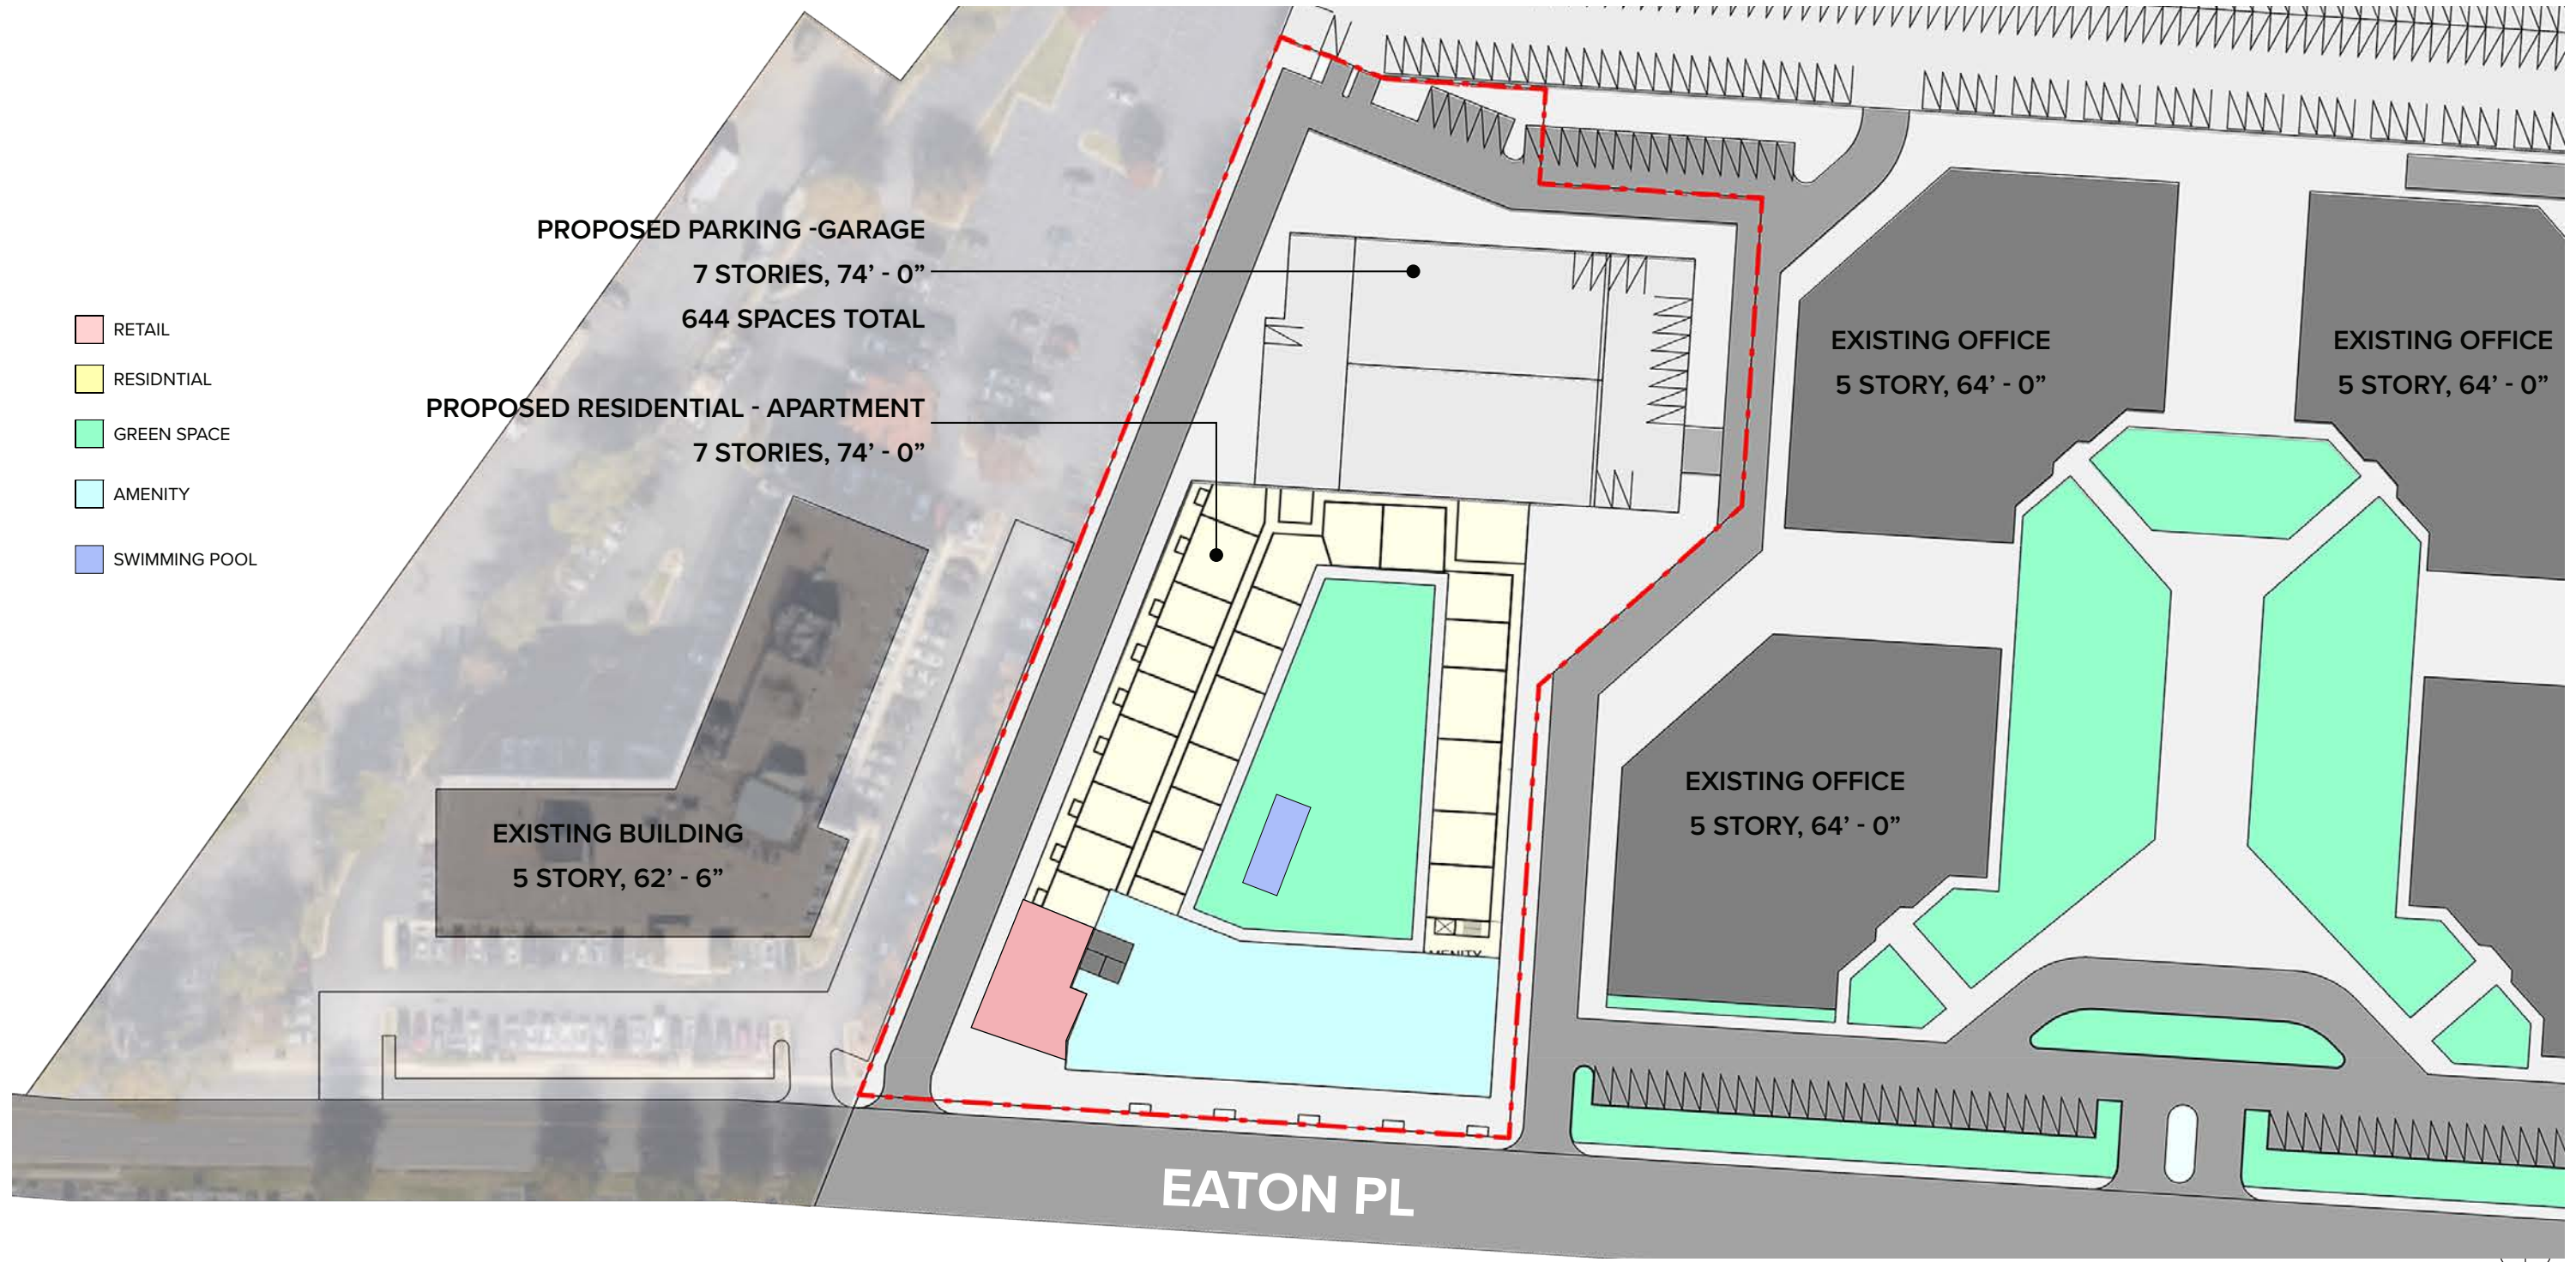 PROPOSED PARKING -GARAGE
7 STORIES, 74’ - 0”
644 SPACES TOTAL
PROPOSED RESIDENTIAL - APARTMENT
7 STORIES, 74’ - 0”
RETAIL
RESIDNTIAL
GREEN SPACE
AMENITY
SWIMMING POOL
EXISTING OFFICE
5 STORY, 64’ - 0”
EXISTING OFFICE
5 STORY, 64’ - 0”
EXISTING OFFICE
5 STORY, 64’ - 0”
EXISTING BUILDING
5 STORY, 62’ - 6”
EATON PL